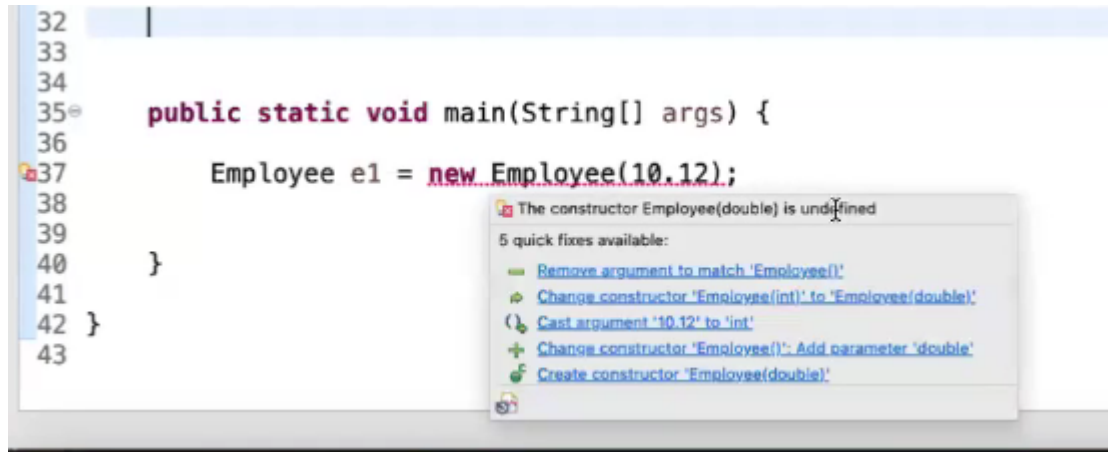 32
33
34
35 public static void main(String[] args) {
36
37 Employee e1 = new Employee(10.12);
38
The constructor Employee(double) is undefined
39
5 quick fixes available:
40 }
Remove argument to match 'Employee()'
41
Change constructor 'Employee(int)' to 'Employee(double)'
42 }
Cast argument '10.12' to 'int'
43
Change constructor 'Employee()': Add parameter 'double'
Create constructor 'Employee(double)'